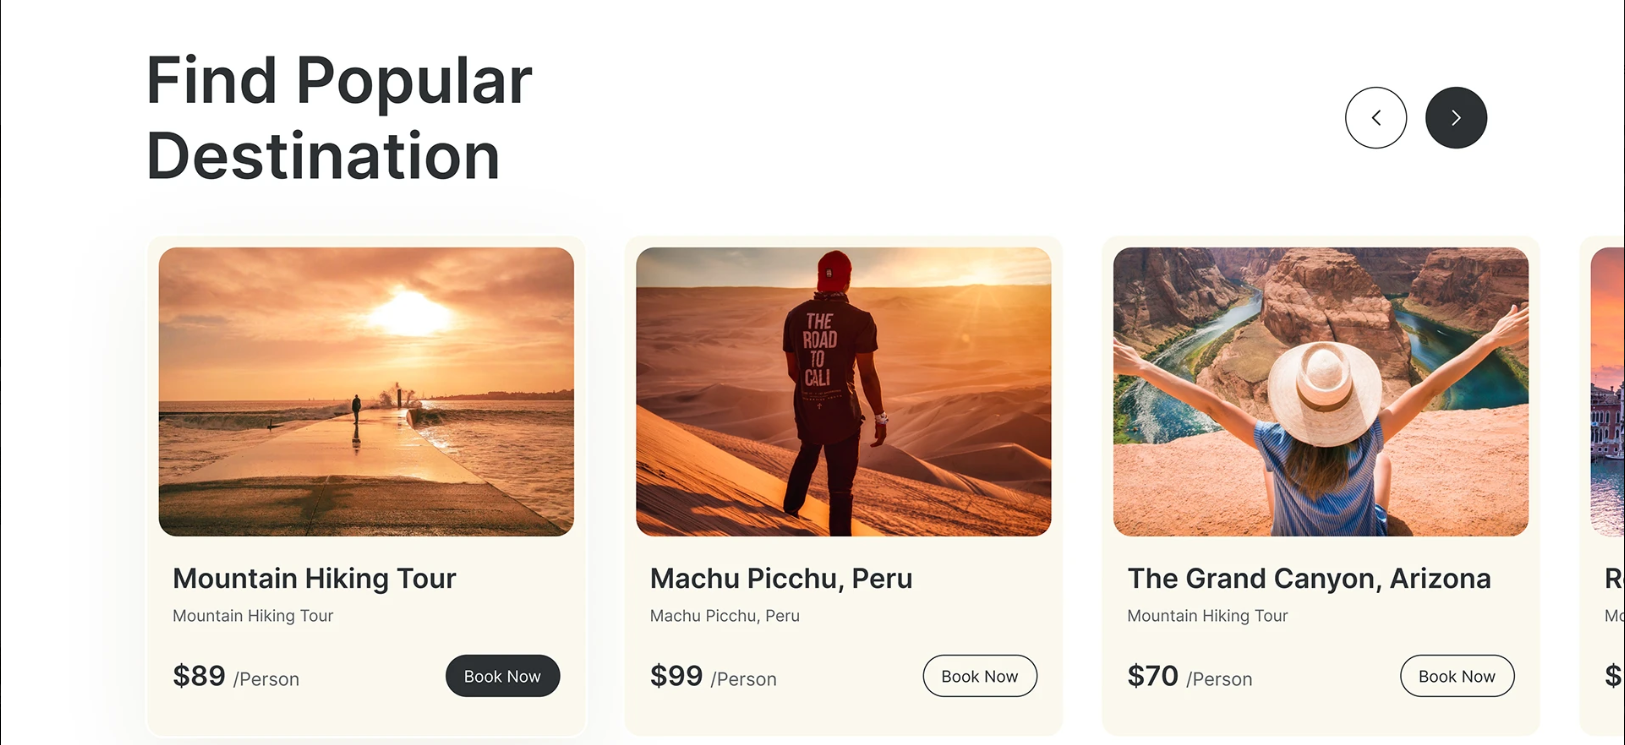 Find Popular
Destination
THE
ROAD
TO
CALI
Mountain Hiking Tour
Mountain Hiking Tour
$89 /Person
Book Now
Machu Picchu, Peru
Machu Picchu, Peru
$99 /Person
Book Now
The Grand Canyon, Arizona
Mountain Hiking Tour
$70 /Person
Book Now
$